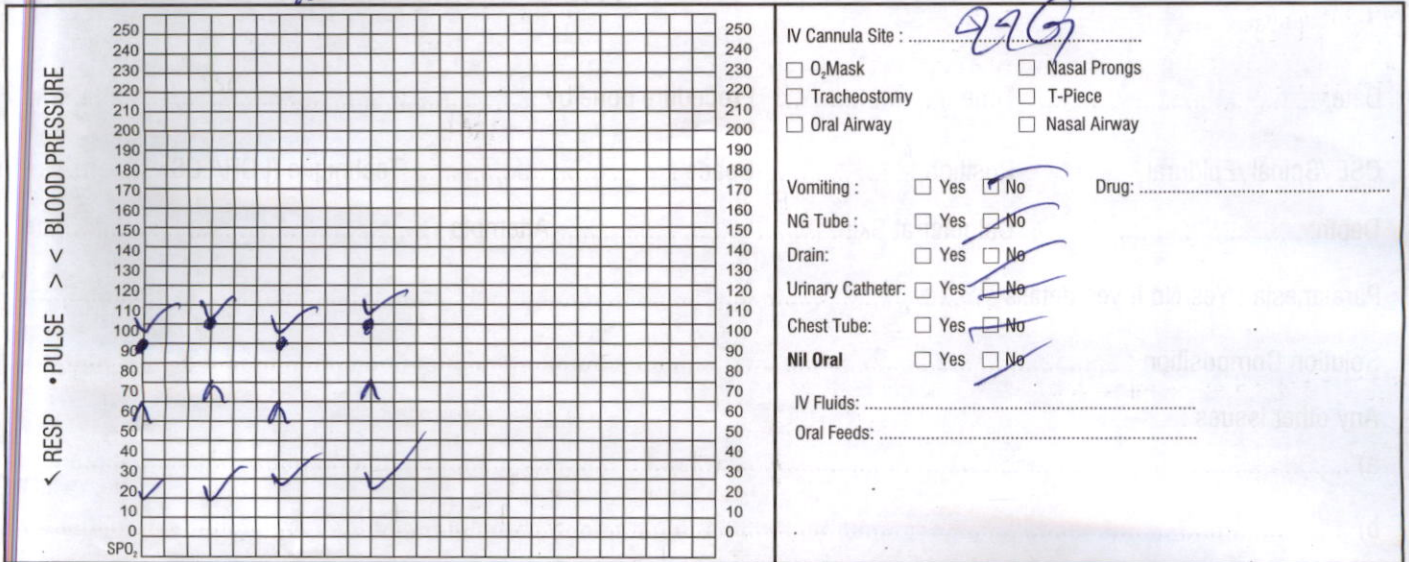 ✓ RESP • PULSE > < BLOOD PRESSURE
250 250
240 240
230 230
220 220
210 210
200 200
190 190
180 180
170 170
160 160
150 150
140 140
130 130
120 120
110 110
100 100
90 90
80 80
70 70
60 60
50 50
40 40
30 30
20 20
10 10
0 0
SPO₂
IV Cannula Site : 22G
☐ O₂Mask ☐ Nasal Prongs
☐ Tracheostomy ☐ T-Piece
☐ Oral Airway ☐ Nasal Airway
Vomiting : ☐ Yes ☐ No Drug:
NG Tube : ☐ Yes ☐ No
Drain: ☐ Yes ☐ No
Urinary Catheter: ☐ Yes ☐ No
Chest Tube: ☐ Yes ☐ No
Nil Oral ☐ Yes ☐ No
IV Fluids:
Oral Feeds: